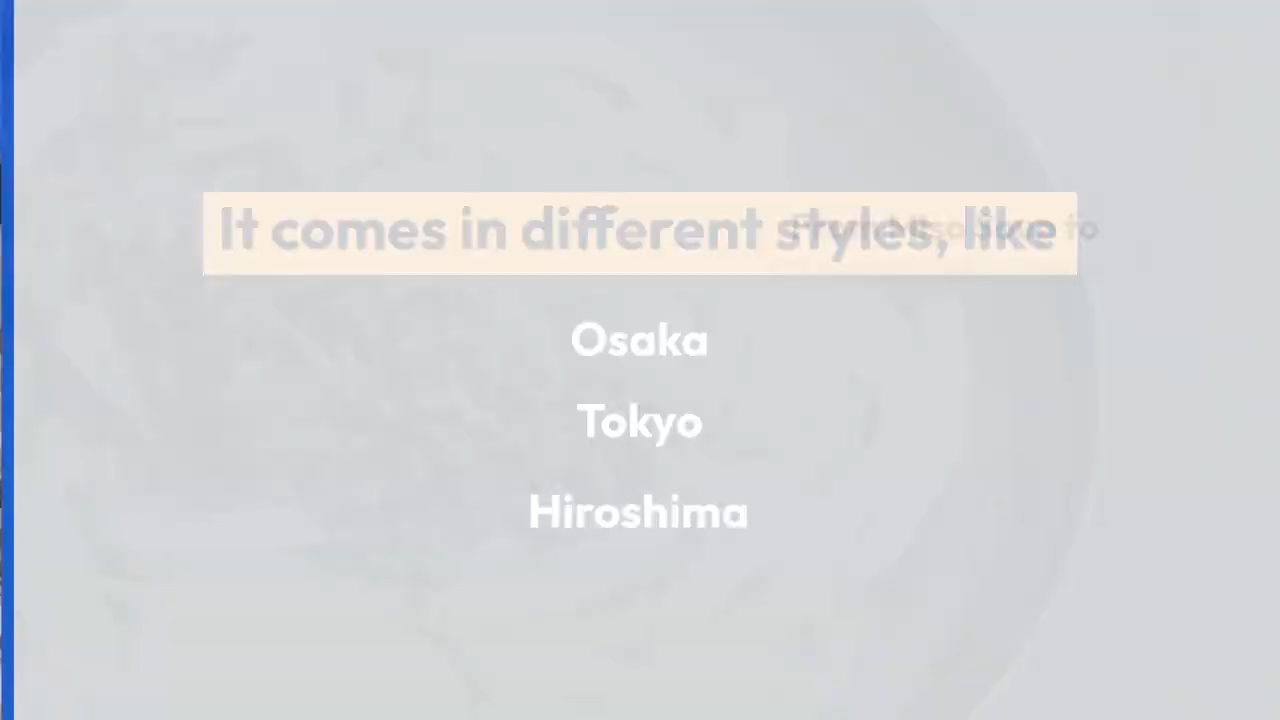 It comes in different styles, like
Osaka
Tokyo
Hiroshima